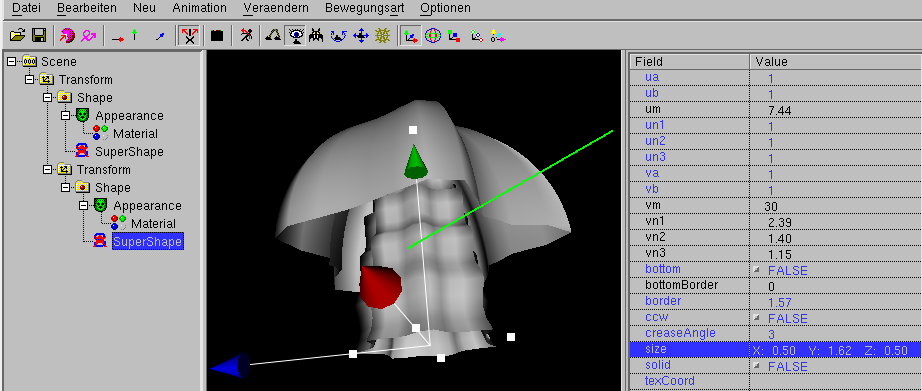 Datei Bearbeiten Neu Animation Veraendern Bewegungsart Optionen
Scene
Transform
Shape
Appearance
Material
SuperShape
Transform
Shape
Appearance
Material
SuperShape
Field Value
ua 1
ub 1
um 7.44
un1 1
un2 1
un3 1
va 1
vb 1
vm 30
vn1 2.39
vn2 1.40
vn3 1.15
bottom FALSE
bottomBorder 0
border 1.57
ccw FALSE
creaseAngle 3
size X: 0.50 Y: 1.62 Z: 0.50
solid FALSE
texCoord